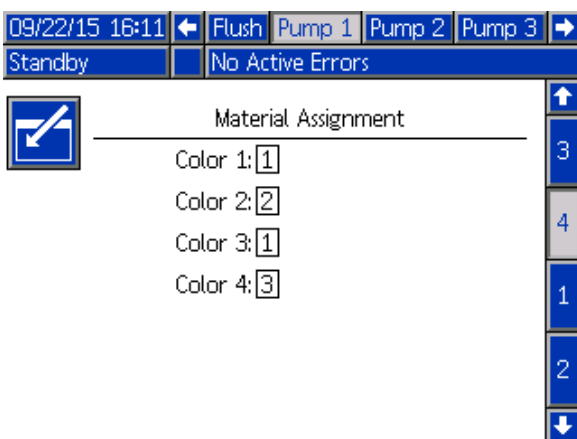 09/22/15 16:11 Flush Pump 1 Pump 2 Pump 3
Standby No Active Errors
Material Assignment
Color 1: 1
Color 2: 2
Color 3: 1
Color 4: 3
3
4
1
2